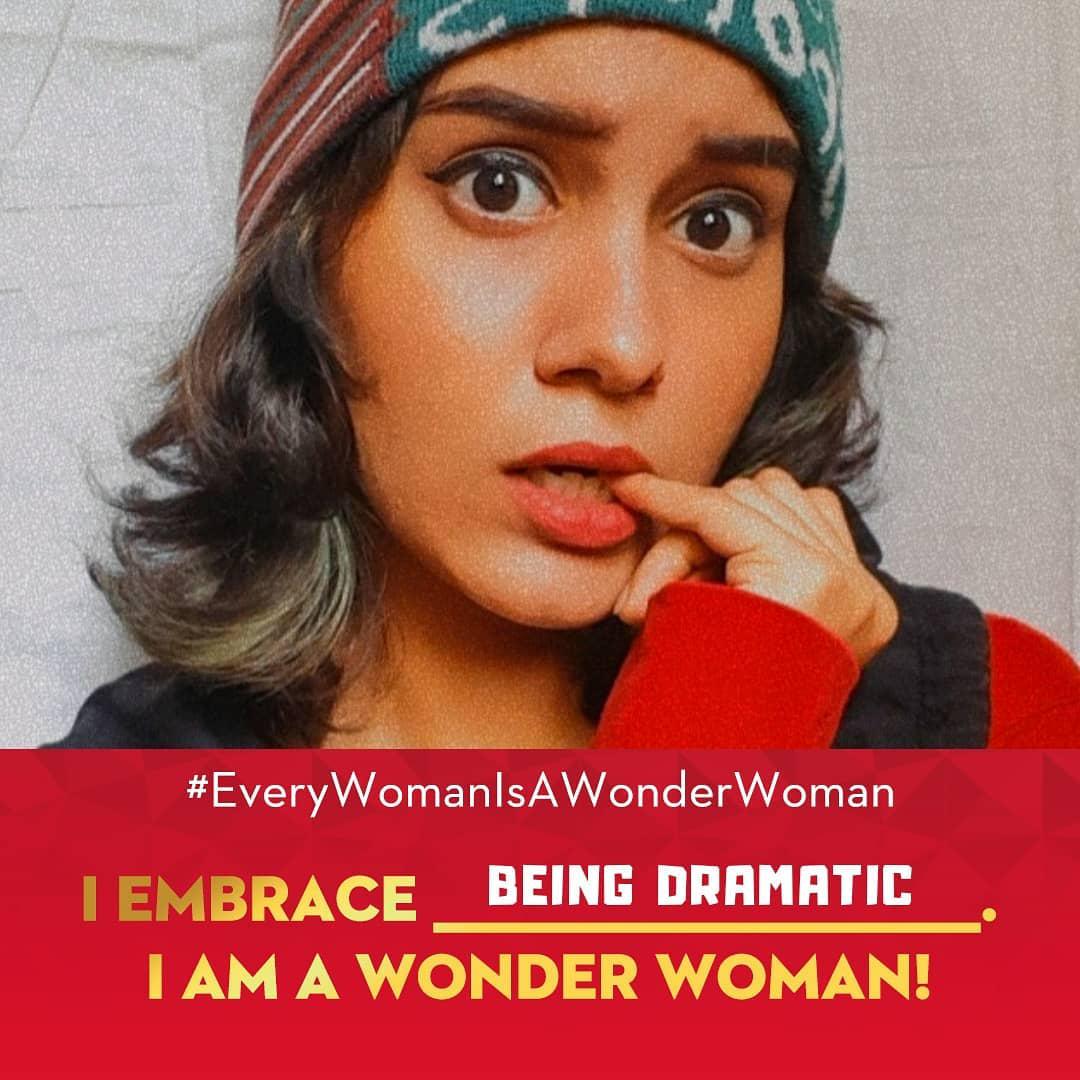 #EveryWomanIsAWonderWoman
I EMBRACE BEING DRAMATIC.
I AM A WONDER WOMAN!